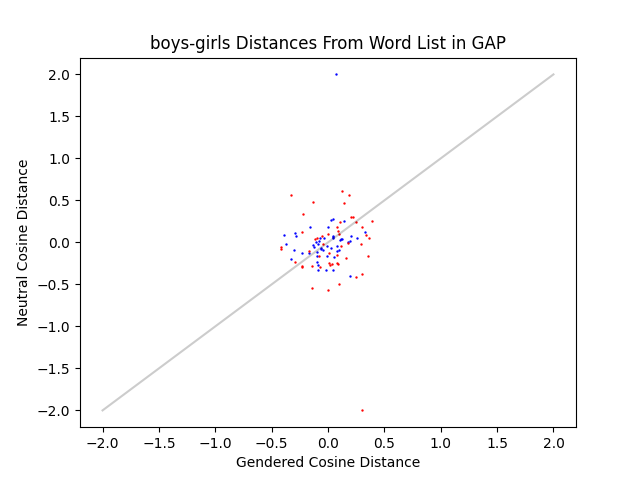 boys-girls Distances From Word List in GAP
Neutral Cosine Distance
2.0
1.5
1.0
0.5
0.0
−0.5
−1.0
−1.5
−2.0
−2.0 −1.5 −1.0 −0.5 0.0 0.5 1.0 1.5 2.0
Gendered Cosine Distance